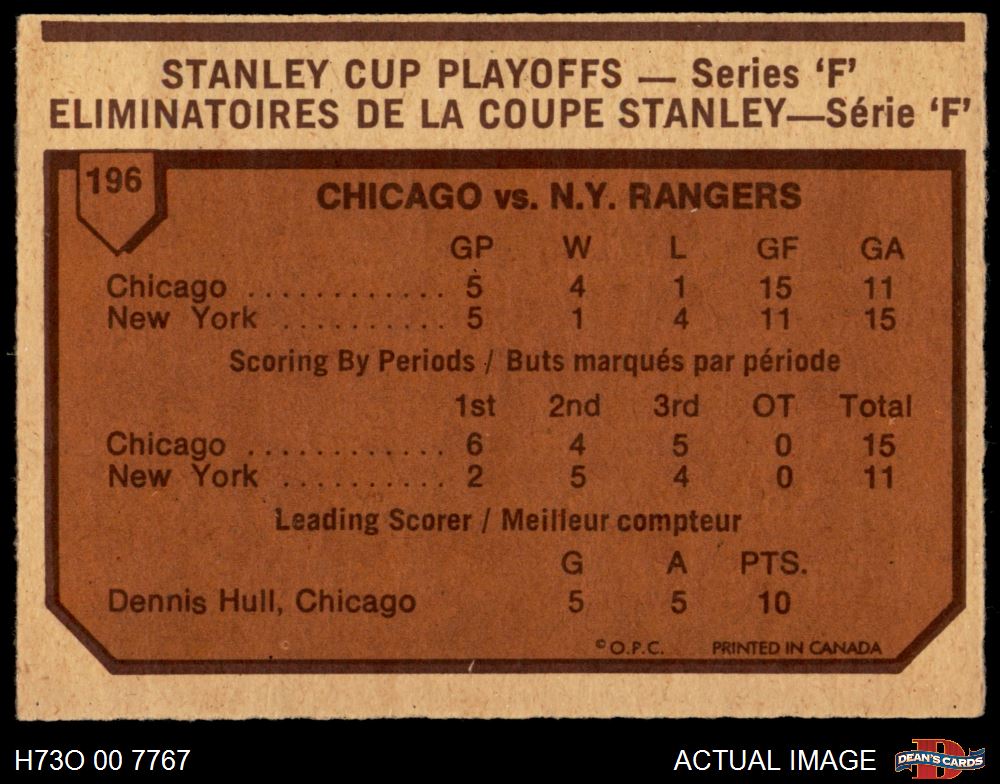 STANLEY CUP PLAYOFFS — Series 'F'
ELIMINATOIRES DE LA COUPE STANLEY—Série 'F'
196
CHICAGO vs. N.Y. RANGERS
GP W L GF GA
Chicago ............ 5 4 1 15 11
New York .......... 5 1 4 11 15
Scoring By Periods / Buts marqués par période
1st 2nd 3rd OT Total
Chicago ............ 6 4 5 0 15
New York .......... 2 5 4 0 11
Leading Scorer / Meilleur compteur
G A PTS.
Dennis Hull, Chicago 5 5 10
© O.P.C. PRINTED IN CANADA
H73O 00 7767 ACTUAL IMAGE DEAN'S CARDS